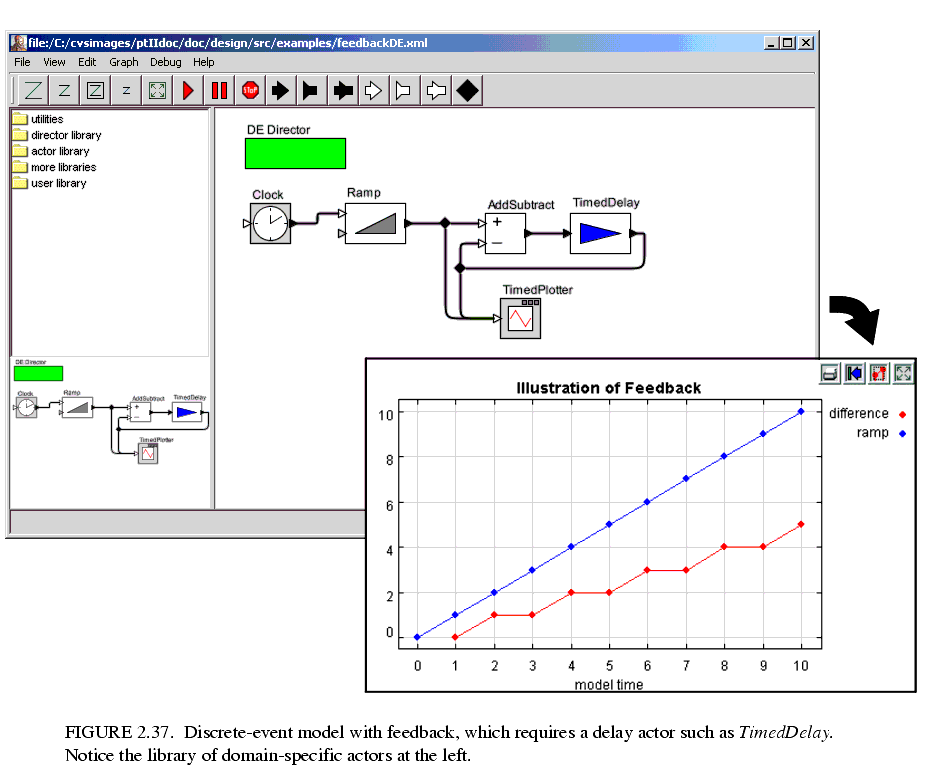 file:/C:/cvsimages/ptIIdoc/doc/design/src/examples/feedbackDE.xml
File View Edit Graph Debug Help
STOP
utilities
director library
actor library
more libraries
user library
DE Director
Clock
Ramp
AddSubtract
TimedDelay
TimedPlotter
DE Director
Clock
Ramp
AddSubtract
TimedDelay
TimedPlotter
Illustration of Feedback
difference
ramp
10
8
6
4
2
0
0 1 2 3 4 5 6 7 8 9 10
model time
FIGURE 2.37. Discrete-event model with feedback, which requires a delay actor such as TimedDelay.
Notice the library of domain-specific actors at the left.